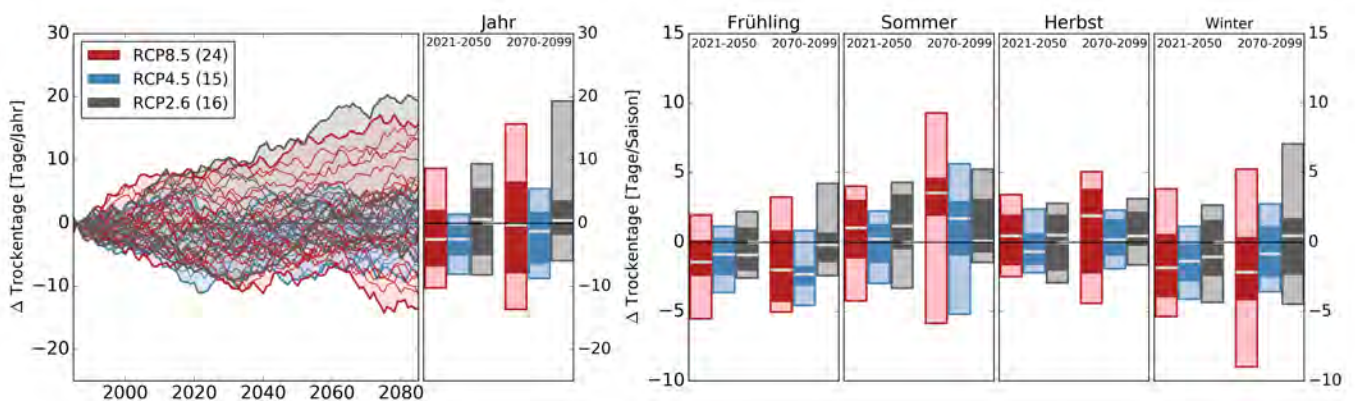 Jahr
2021-2050 2070-2099
RCP8.5 (24)
RCP4.5 (15)
RCP2.6 (16)
Δ Trockentage [Tage/Jahr]
30
20
10
0
−10
−20
2000 2020 2040 2060 2080
30
20
10
0
−10
−20
Frühling Sommer Herbst Winter
2021-2050 2070-2099 2021-2050 2070-2099 2021-2050 2070-2099 2021-2050 2070-2099
Δ Trockentage [Tage/Saison]
15
10
5
0
−5
−10
15
10
5
0
−5
−10